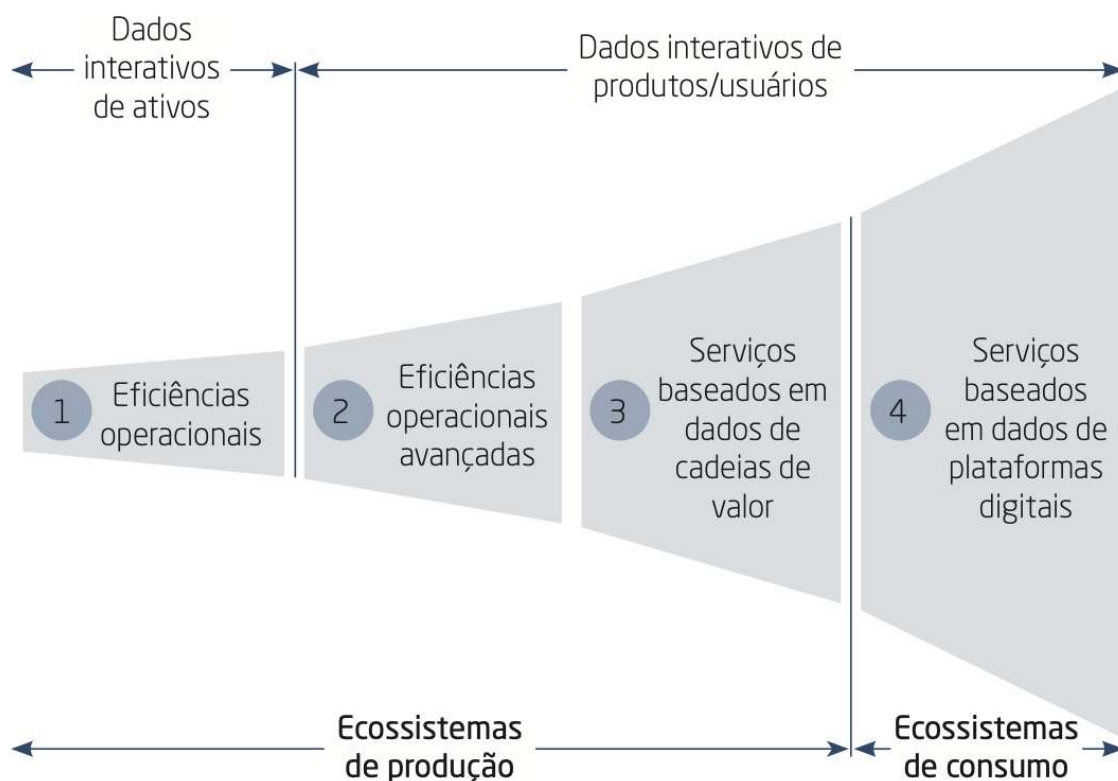 Dados
interativos
de ativos
Dados interativos de
produtos/usuários
1
Eficiências
operacionais
2
Eficiências
operacionais
avançadas
3
Serviços
baseados em
dados de
cadeias de
valor
4
Serviços
baseados
em dados de
plataformas
digitais
Ecossistemas
de produção
Ecossistemas
de consumo